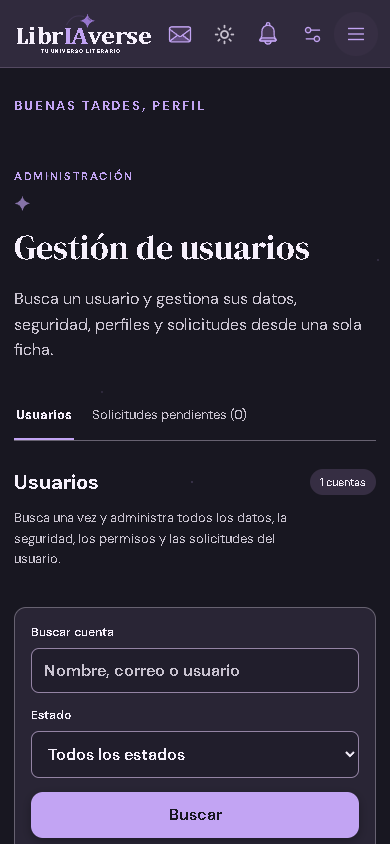 LibrIAverse
TU UNIVERSO LITERARIO
BUENAS TARDES, PERFIL
ADMINISTRACIÓN
Gestión de usuarios
Busca un usuario y gestiona sus datos,
seguridad, perfiles y solicitudes desde una sola
ficha.
Usuarios Solicitudes pendientes (0)
Usuarios 1 cuentas
Busca una vez y administra todos los datos, la
seguridad, los permisos y las solicitudes del
usuario.
Buscar cuenta
Nombre, correo o usuario
Estado
Todos los estados
Buscar